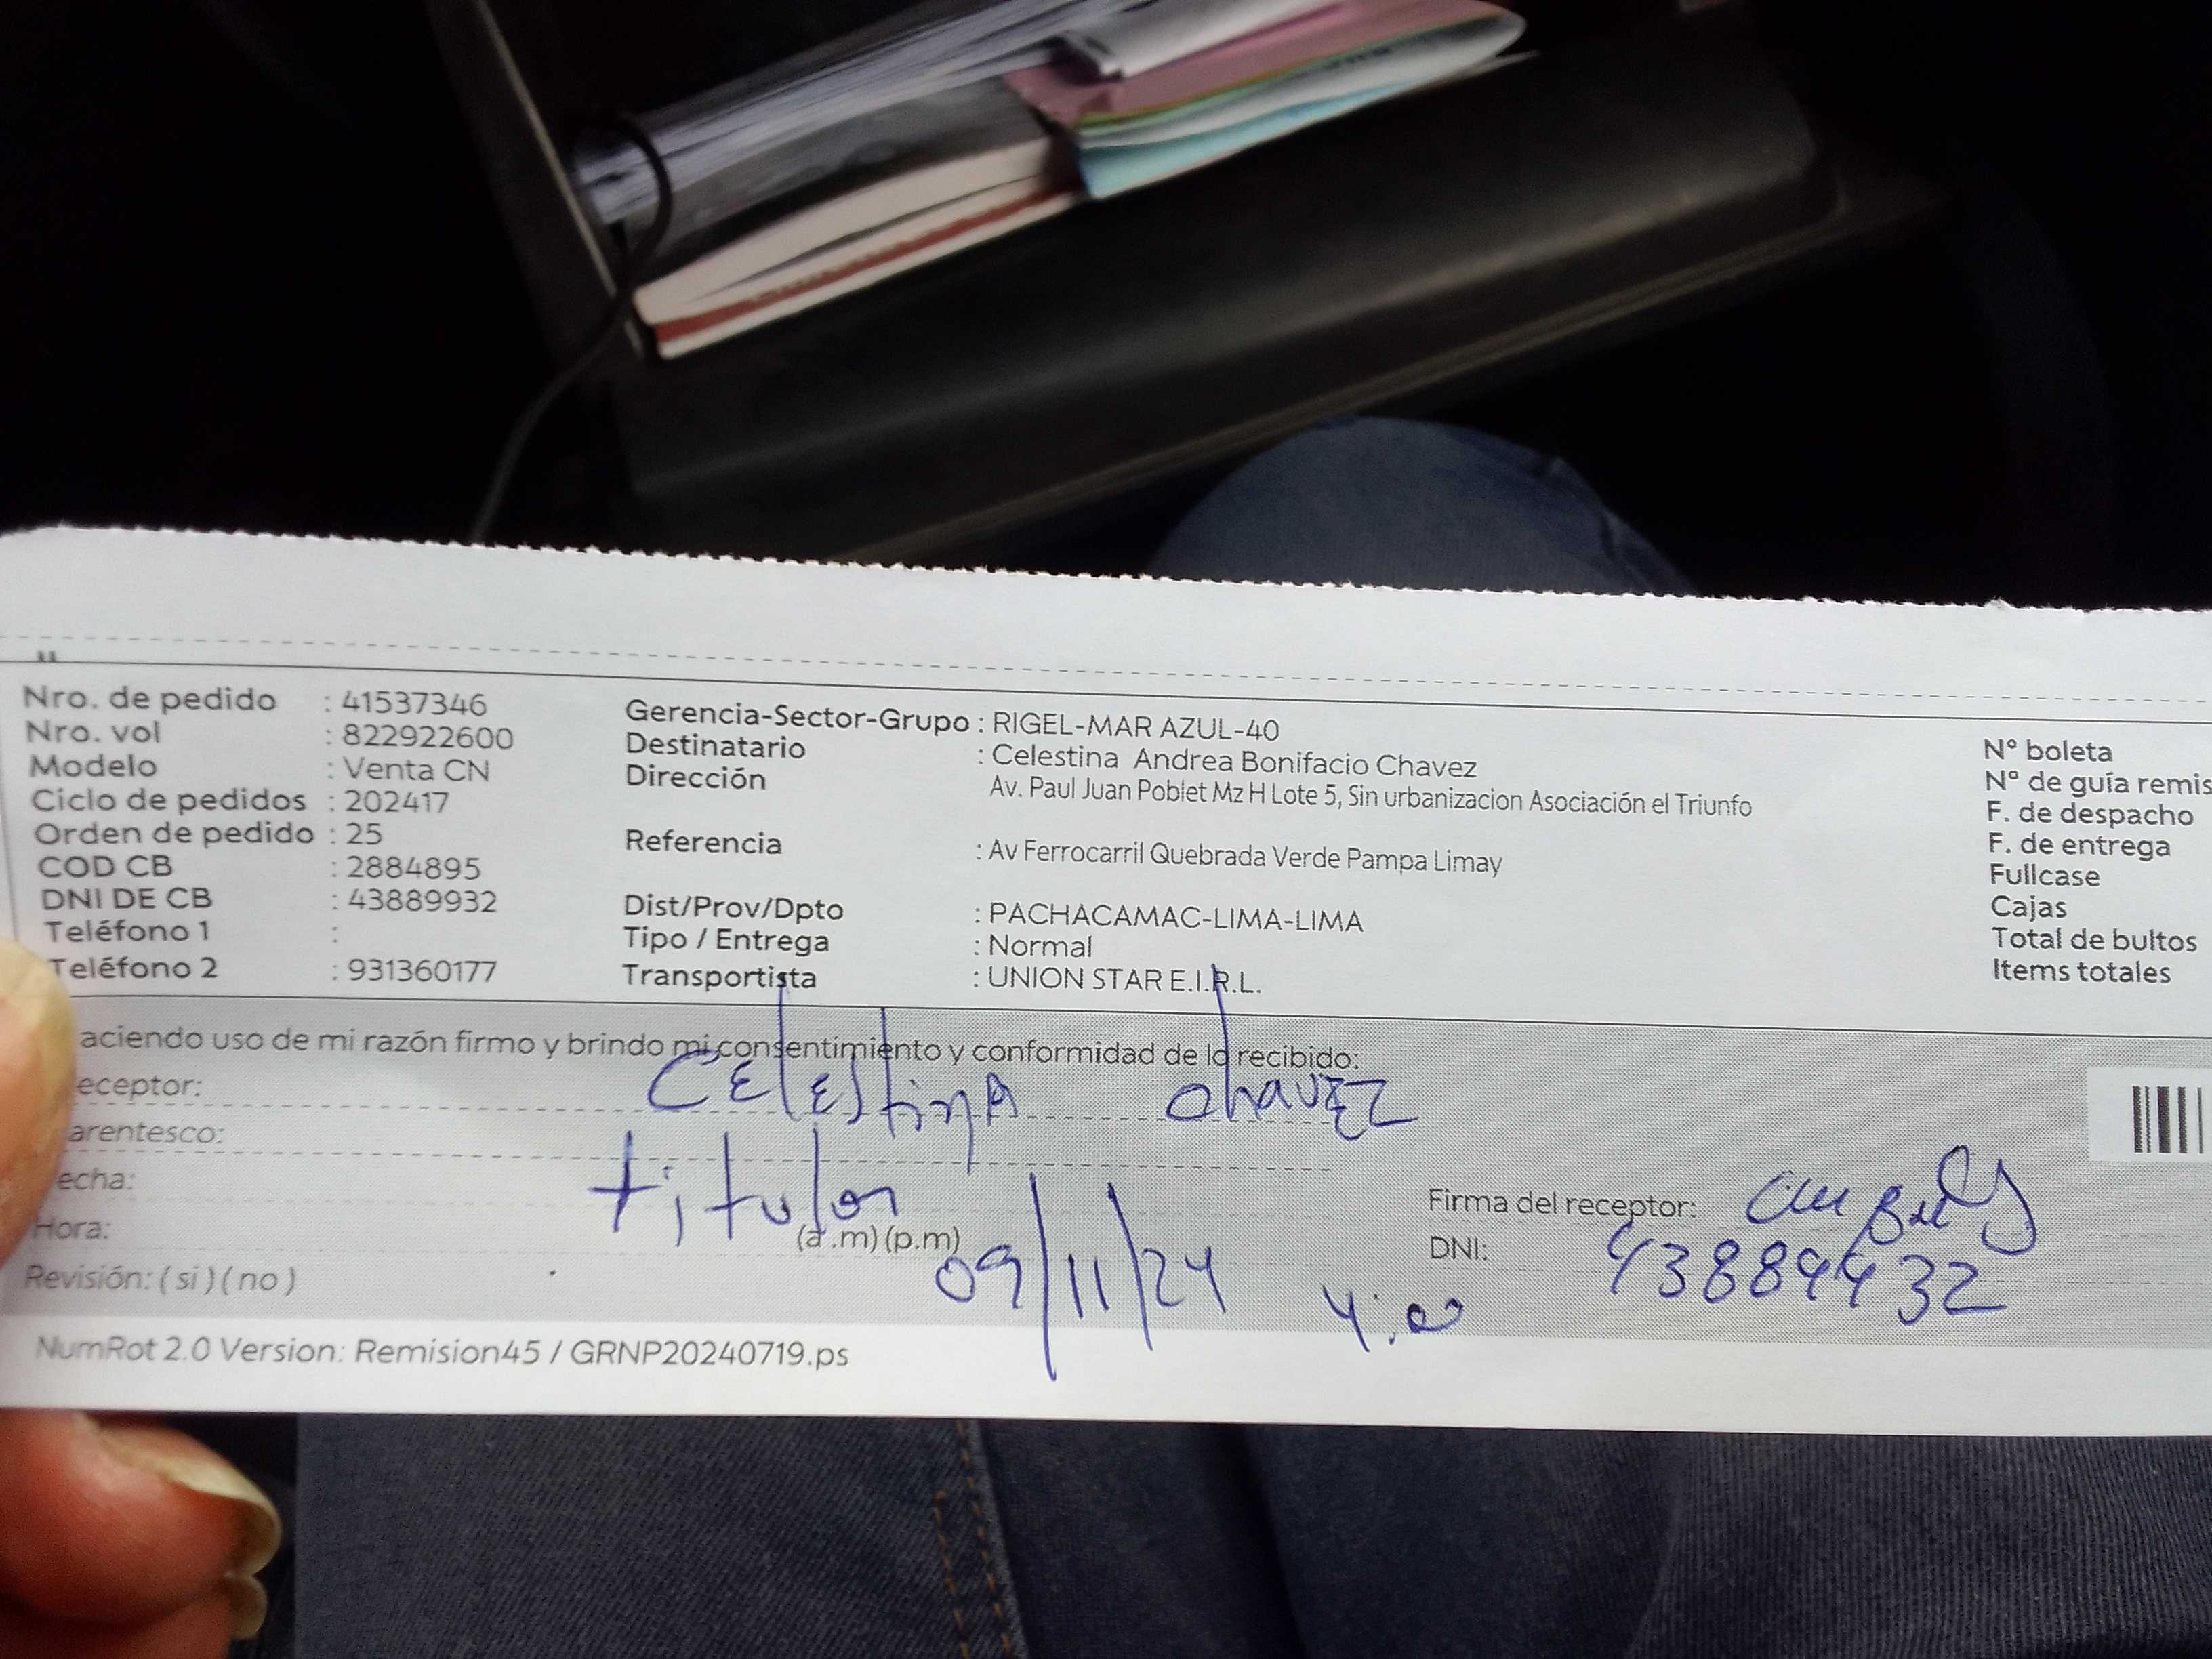 Nro. de pedido : 41537346
Nro. vol : 822922600
Modelo : Venta CN
Ciclo de pedidos : 202417
Orden de pedido : 25
COD CB : 2884895
DNI DE CB : 43889932
Teléfono 1 :
Teléfono 2 : 931360177
Gerencia-Sector-Grupo : RIGEL-MAR AZUL-40
Destinatario : Celestina Andrea Bonifacio Chavez
Dirección Av. Paul Juan Poblet Mz H Lote 5, Sin urbanizacion Asociación el Triunfo
Referencia : Av Ferrocarril Quebrada Verde Pampa Limay
Dist/Prov/Dpto : PACHACAMAC-LIMA-LIMA
Tipo / Entrega : Normal
Transportista : UNION STAR E.I.R.L.
N° boleta
N° de guía remis
F. de despacho
F. de entrega
Fullcase
Cajas
Total de bultos
Items totales
aciendo uso de mi razón firmo y brindo mi consentimiento y conformidad de lo recibido:
eceptor: Celestina Chavez
arentesco: titular
echa: 09/11/24
Hora: (a .m) (p.m) 4:00
Revisión: ( si ) ( no )
Firma del receptor:
DNI: 43889932
NumRot 2.0 Version: Remision45 / GRNP20240719.ps